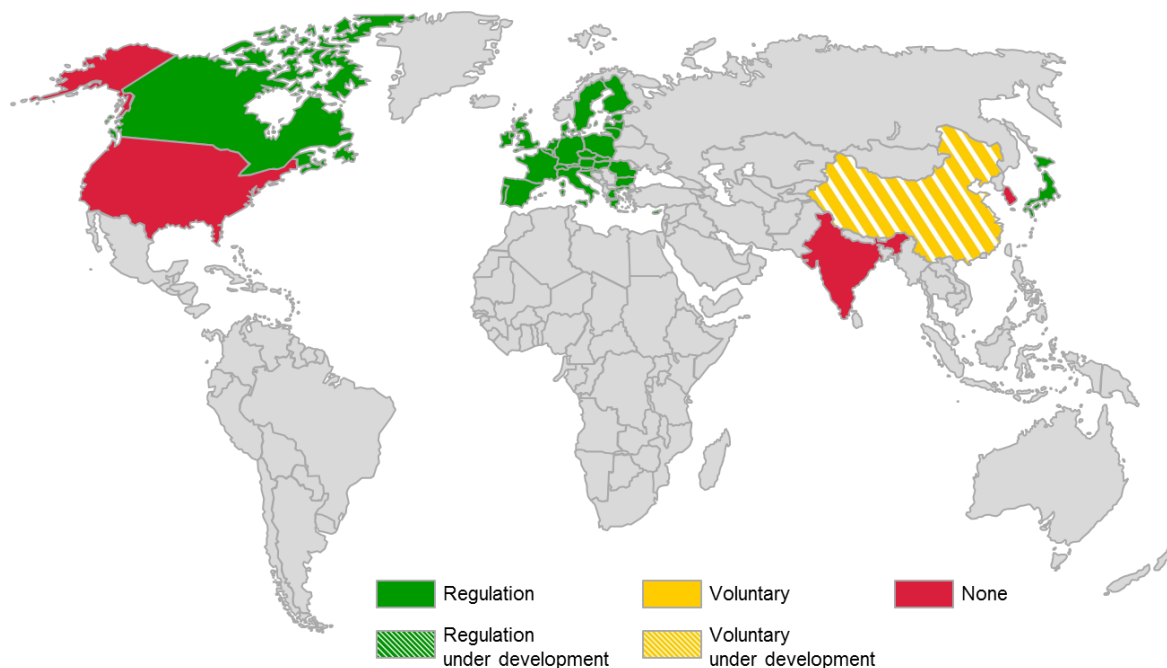 Regulation
Voluntary
None
Regulation
under development
Voluntary
under development